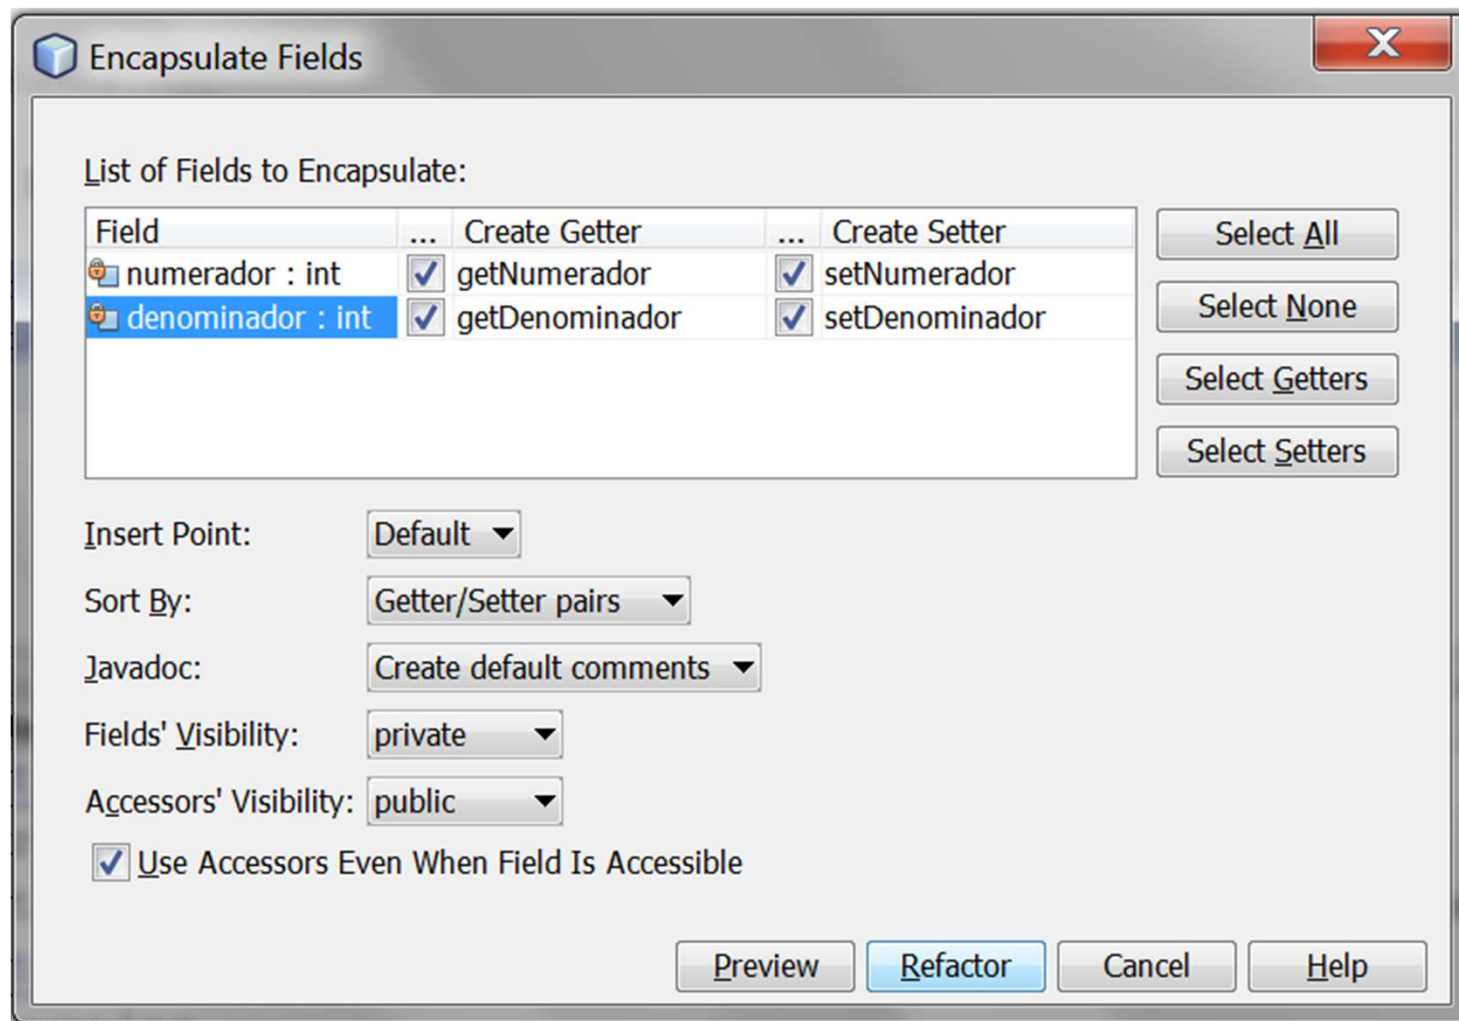 Encapsulate Fields
List of Fields to Encapsulate:
Field ... Create Getter ... Create Setter
numerador : int getNumerador setNumerador
denominador : int getDenominador setDenominador
Select All
Select None
Select Getters
Select Setters
Insert Point: Default
Sort By: Getter/Setter pairs
Javadoc: Create default comments
Fields' Visibility: private
Accessors' Visibility: public
Use Accessors Even When Field Is Accessible
Preview Refactor Cancel Help